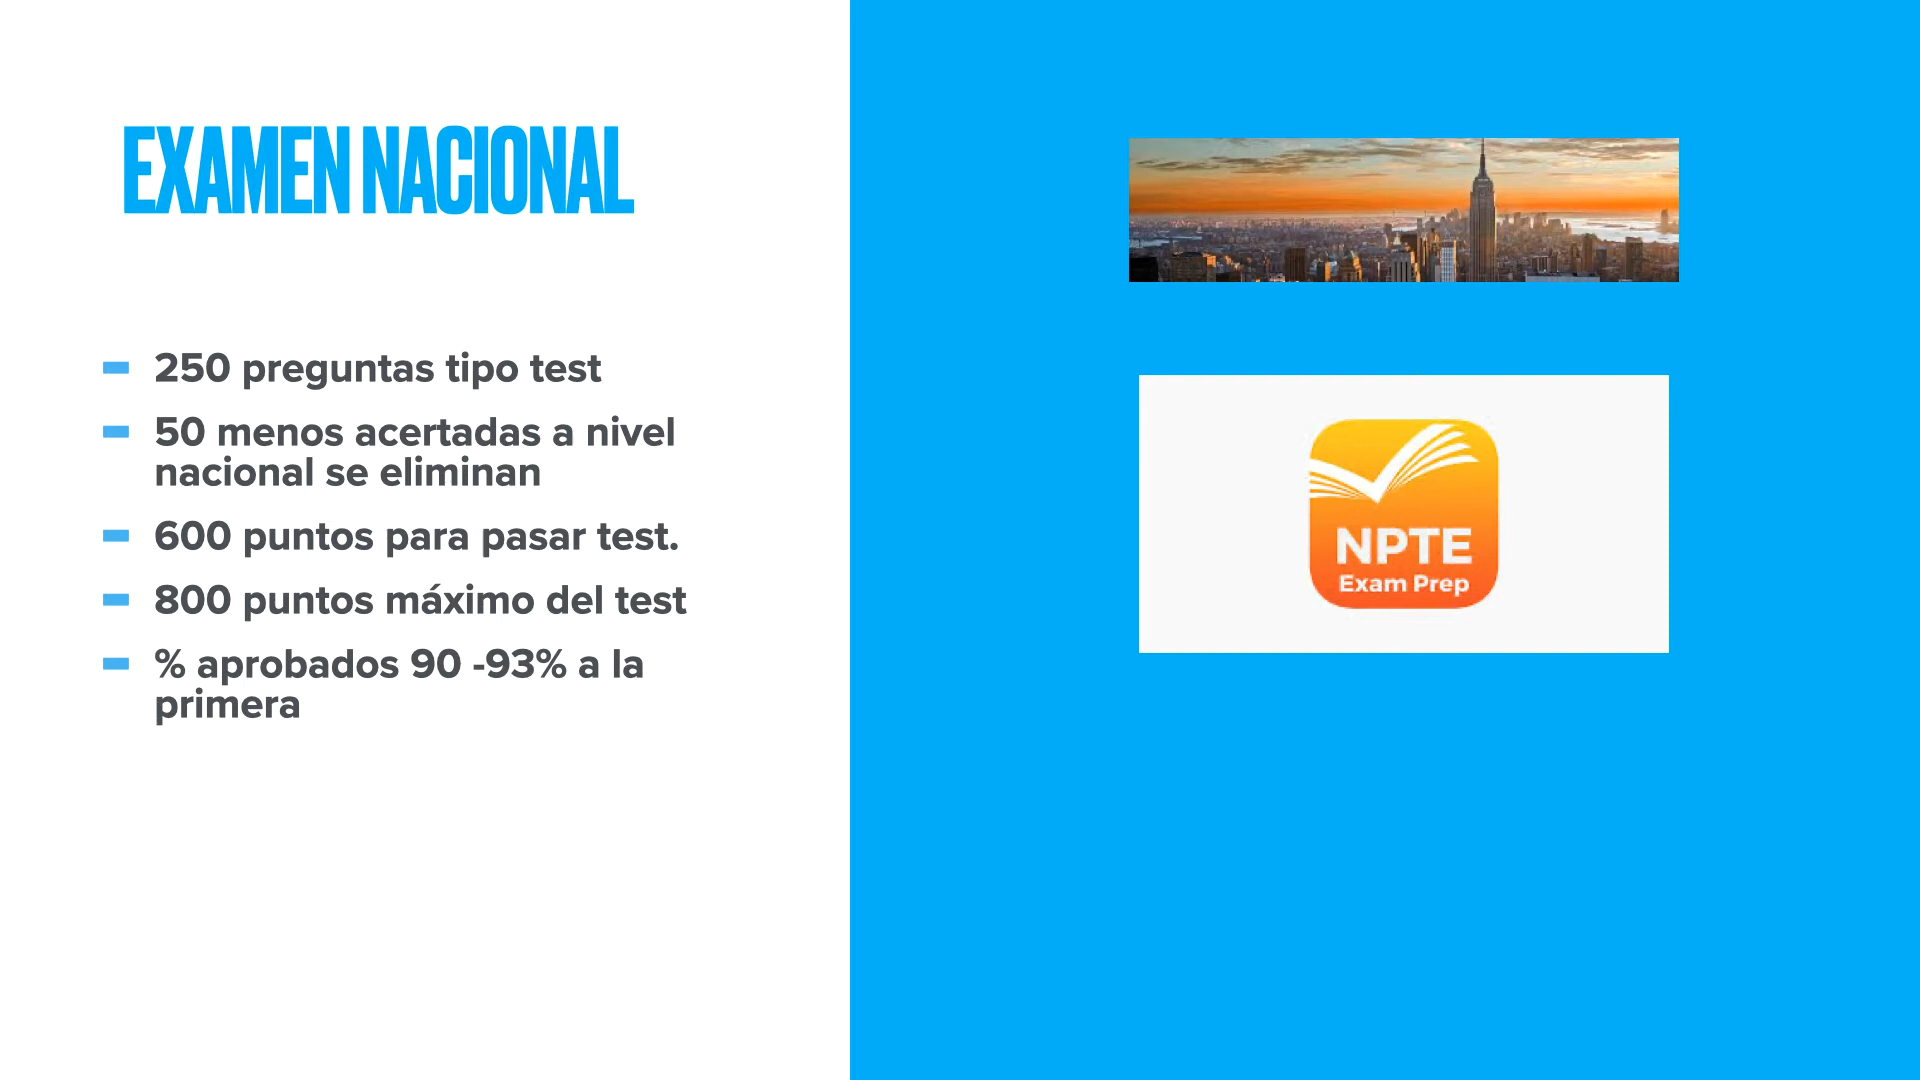 EXAMEN NACIONAL
250 preguntas tipo test
50 menos acertadas a nivel
nacional se eliminan
600 puntos para pasar test.
800 puntos máximo del test
% aprobados 90 -93% a la
primera
NPTE
Exam Prep